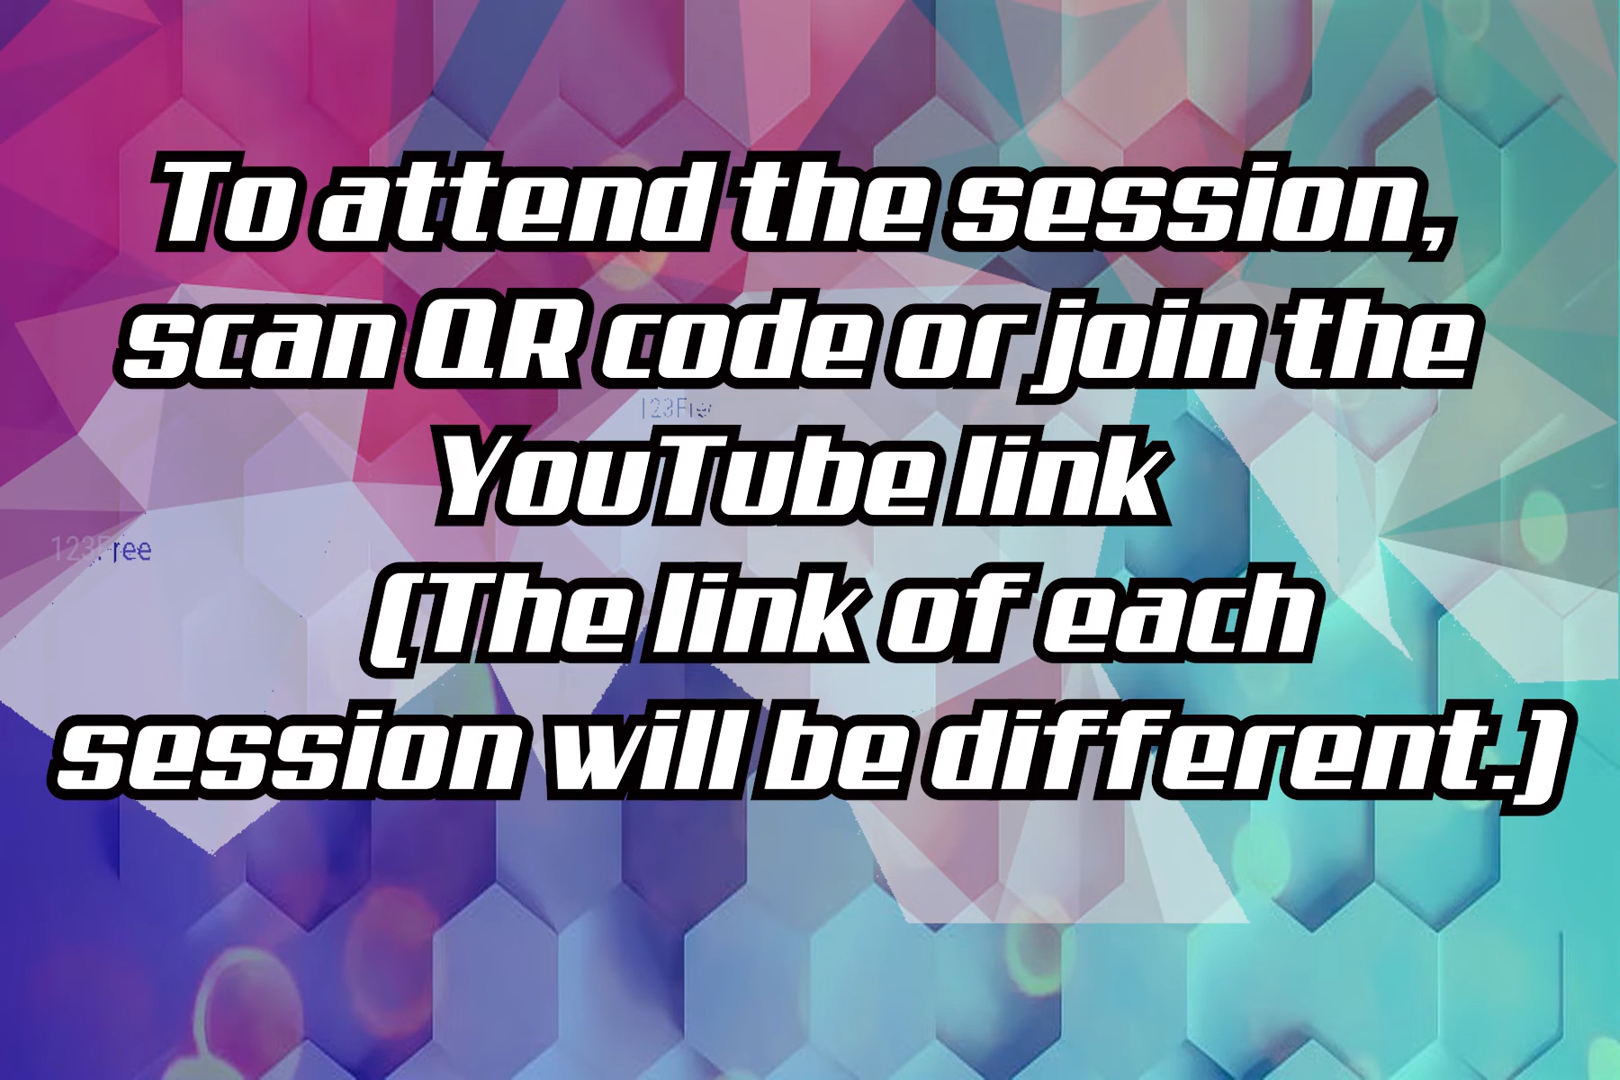 To attend the session,
scan QR code or join the
123Free
YouTube link
123Free
(The link of each
session will be different.)